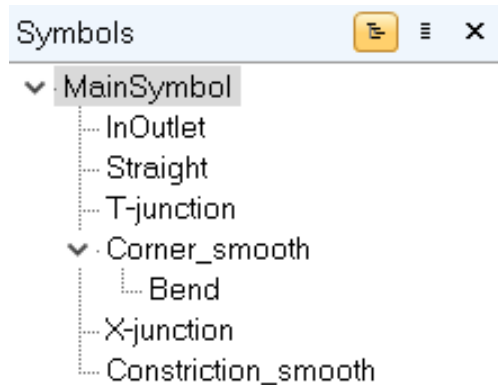 Symbols
MainSymbol
InOutlet
Straight
T-junction
Corner_smooth
Bend
X-junction
Constriction_smooth